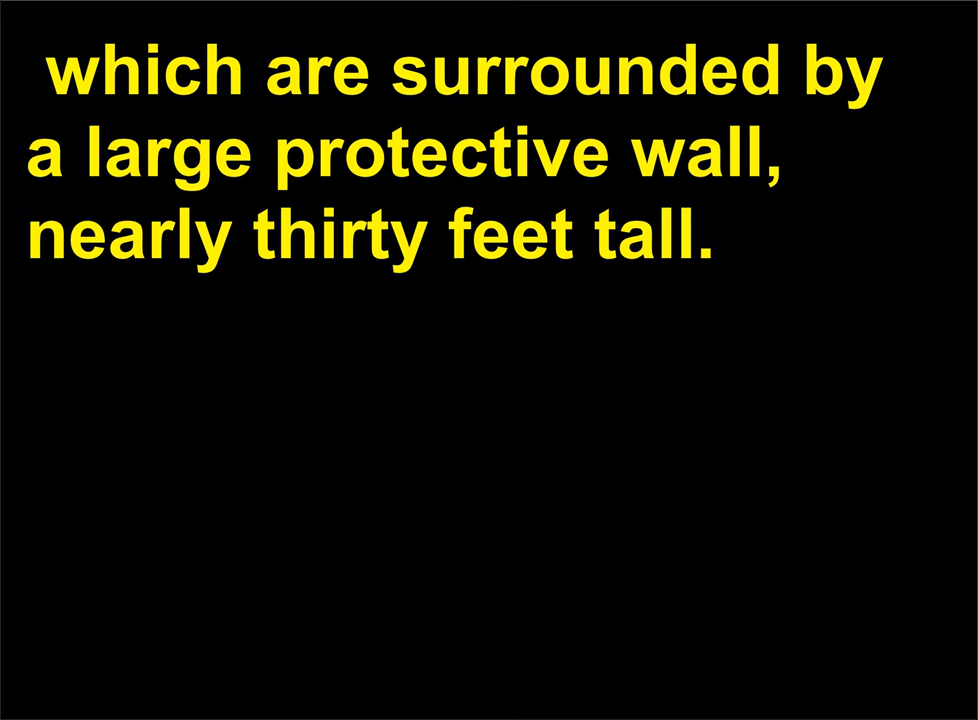 which are surrounded by
a large protective wall,
nearly thirty feet tall.